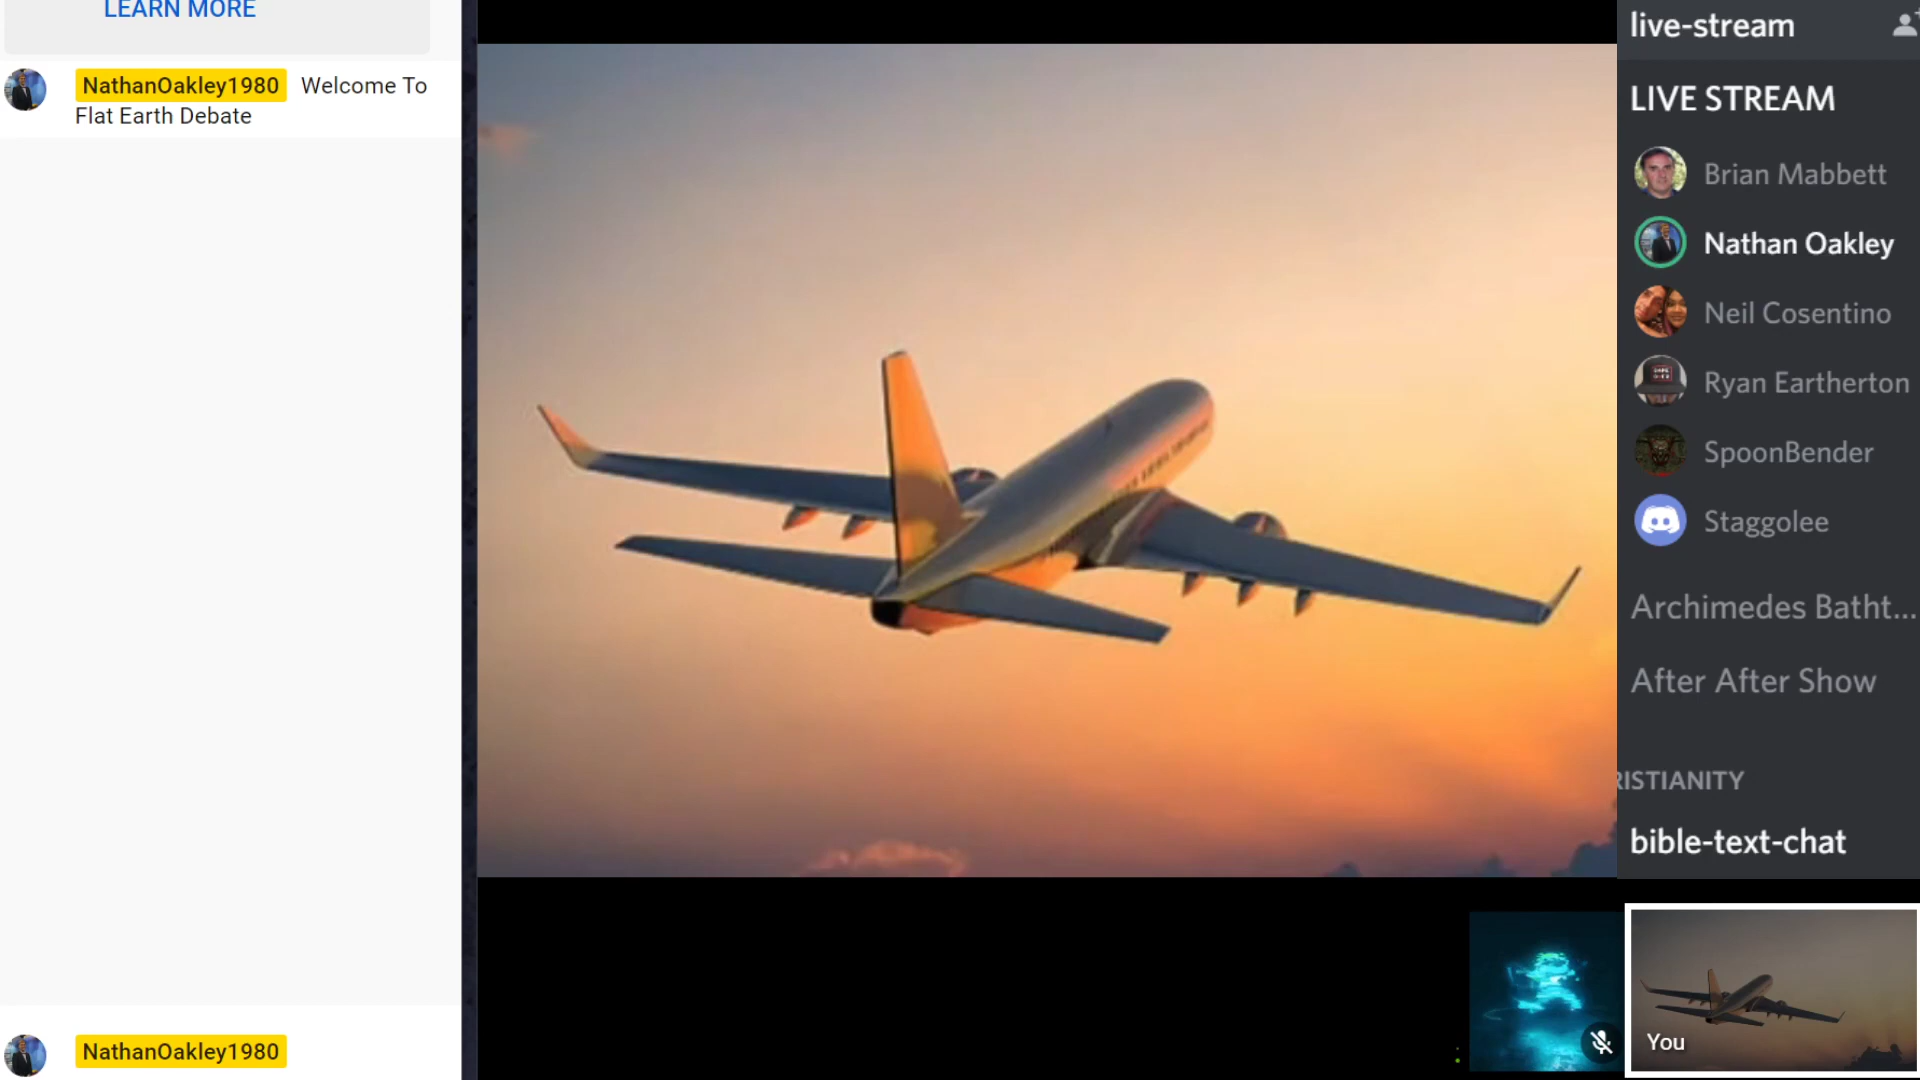 LEARN MORE
NathanOakley1980 Welcome To
Flat Earth Debate
NathanOakley1980
live-stream
LIVE STREAM
Brian Mabbett
Nathan Oakley
Neil Cosentino
Ryan Eartherton
SpoonBender
Staggolee
Archimedes Batht...
After After Show
RISTIANITY
bible-text-chat
You